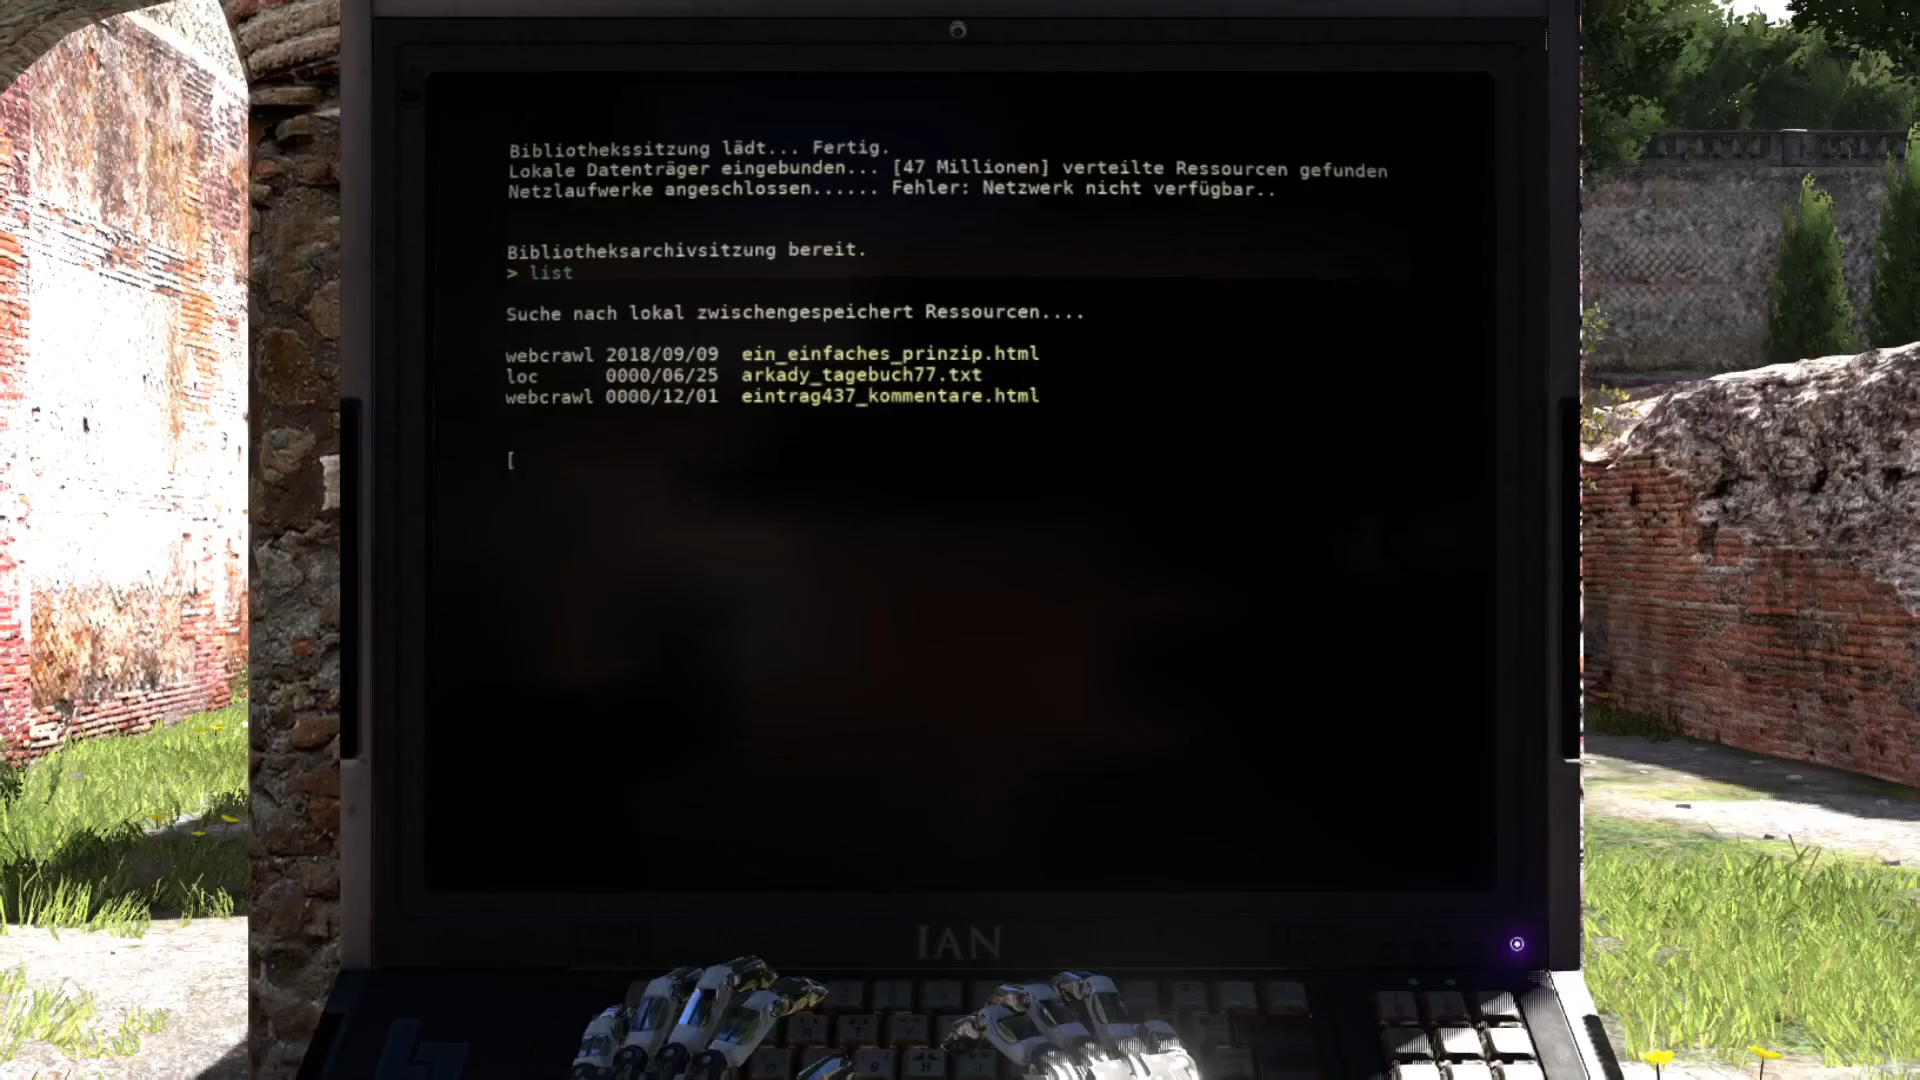 Bibliothekssitzung lädt... Fertig.
Lokale Datenträger eingebunden... [47 Millionen] verteilte Ressourcen gefunden
Netzlaufwerke angeschlossen...... Fehler: Netzwerk nicht verfügbar..
Bibliotheksarchivsitzung bereit.
> list
Suche nach lokal zwischengespeichert Ressourcen....
webcrawl 2018/09/09 ein_einfaches_prinzip.html
loc 0000/06/25 arkady_tagebuch77.txt
webcrawl 0000/12/01 eintrag437_kommentare.html
[
IAN